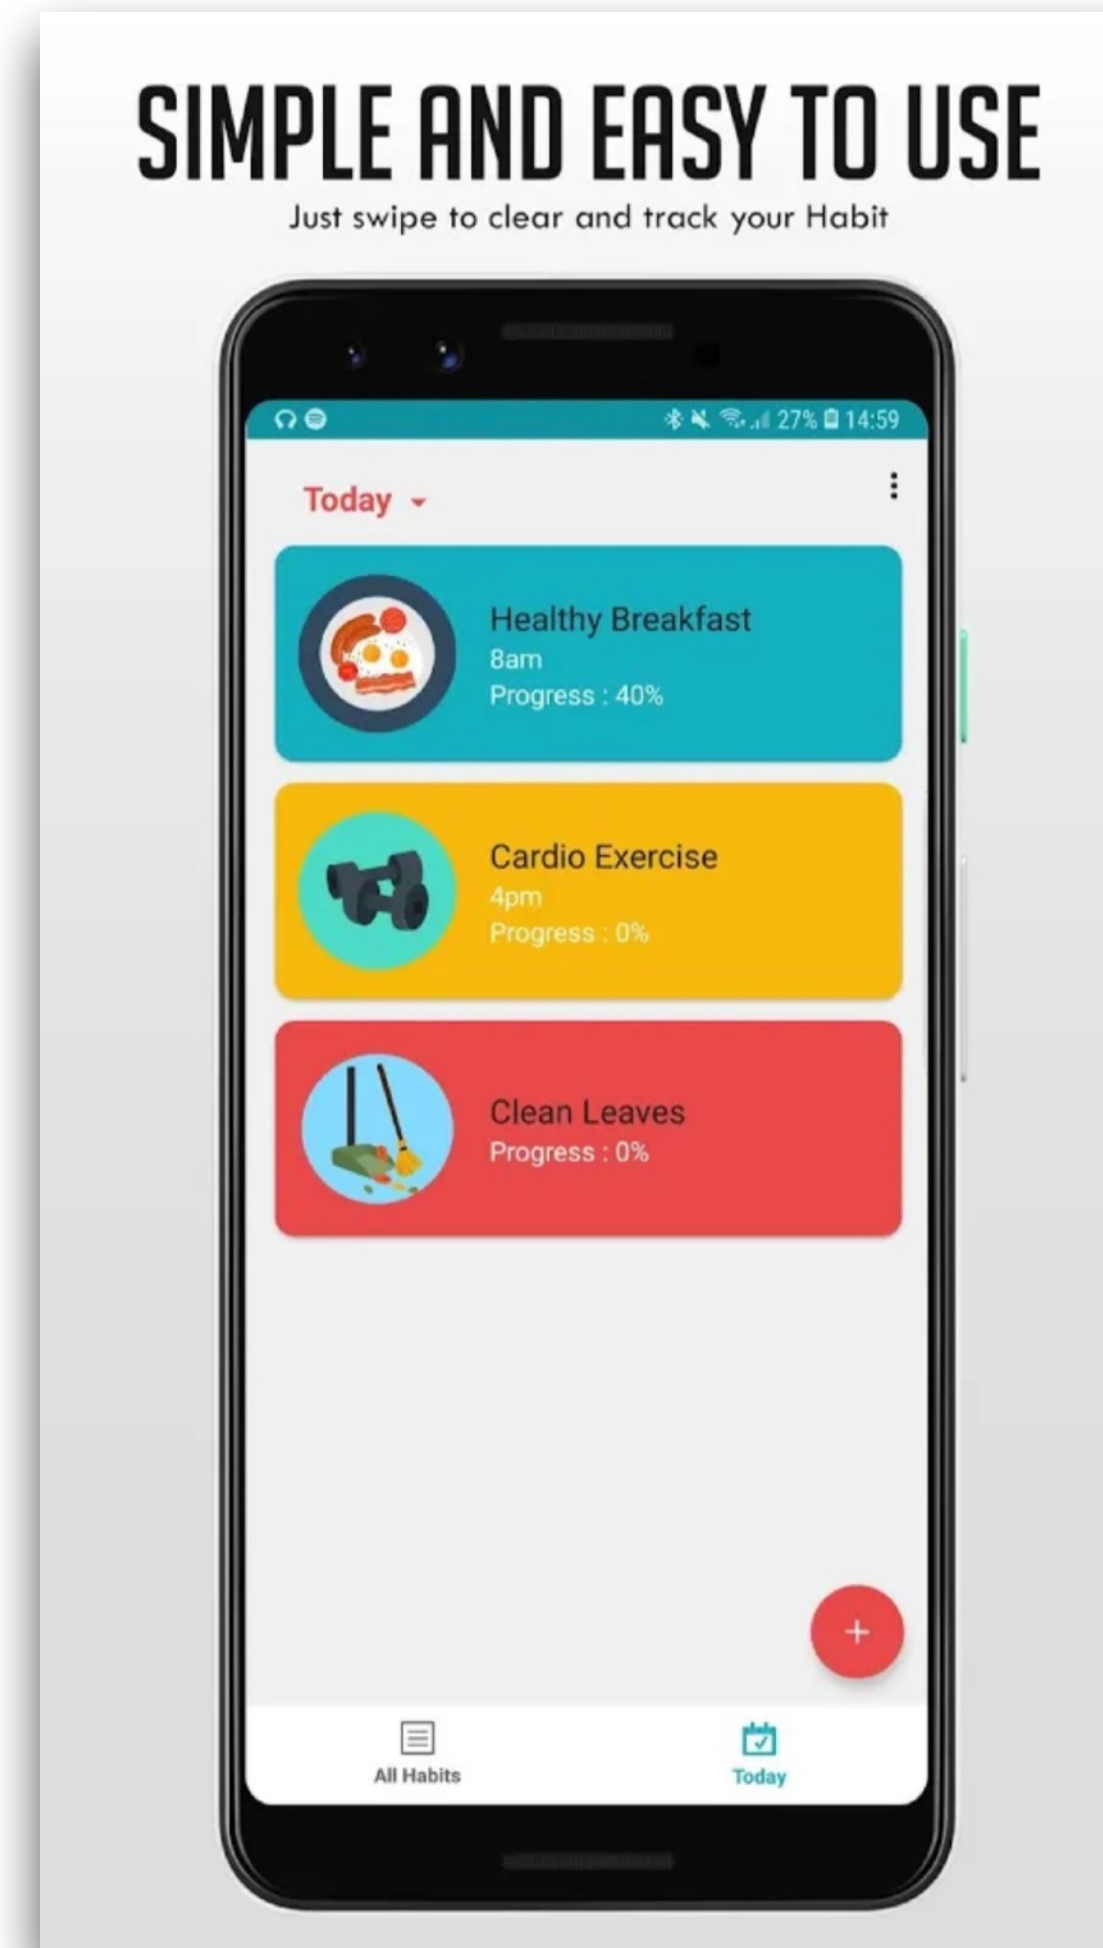 SIMPLE AND EASY TO USE
Just swipe to clear and track your Habit
27% 14:59
Today
Healthy Breakfast
8am
Progress : 40%
Cardio Exercise
4pm
Progress : 0%
Clean Leaves
Progress : 0%
+
All Habits
Today